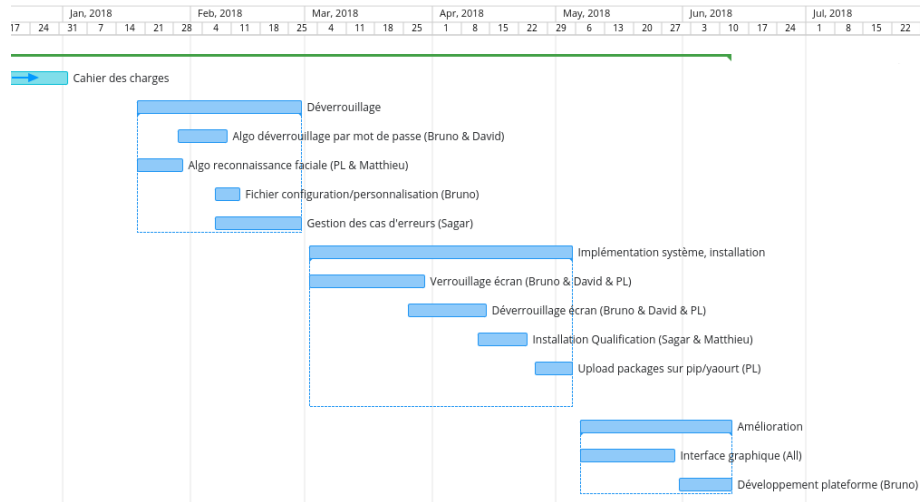 Jan, 2018 Feb, 2018 Mar, 2018 Apr, 2018 May, 2018 Jun, 2018 Jul, 2018
17 24 31 7 14 21 28 4 11 18 25 4 11 18 25 1 8 15 22 29 6 13 20 27 3 10 17 24 1 8 15 22
Cahier des charges
Déverrouillage
Algo déverrouillage par mot de passe (Bruno & David)
Algo reconnaissance faciale (PL & Matthieu)
Fichier configuration/personnalisation (Bruno)
Gestion des cas d'erreurs (Sagar)
Implémentation système, installation
Verrouillage écran (Bruno & David & PL)
Déverrouillage écran (Bruno & David & PL)
Installation Qualification (Sagar & Matthieu)
Upload packages sur pip/yaourt (PL)
Amélioration
Interface graphique (All)
Développement plateforme (Bruno)